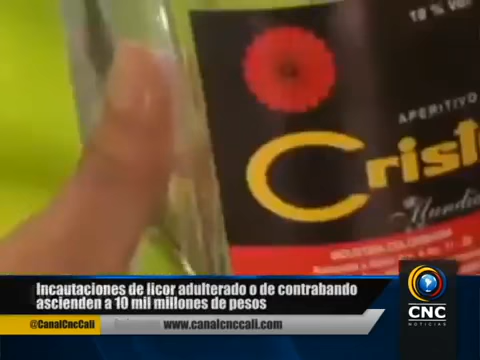 18 % Vol
APERITIVO
Crist
Mundia
Incautaciones de licor adulterado o de contrabando
ascienden a 10 mil millones de pesos
@CanalCncCali
www.canalcnccali.com
CNC
NOTICIAS